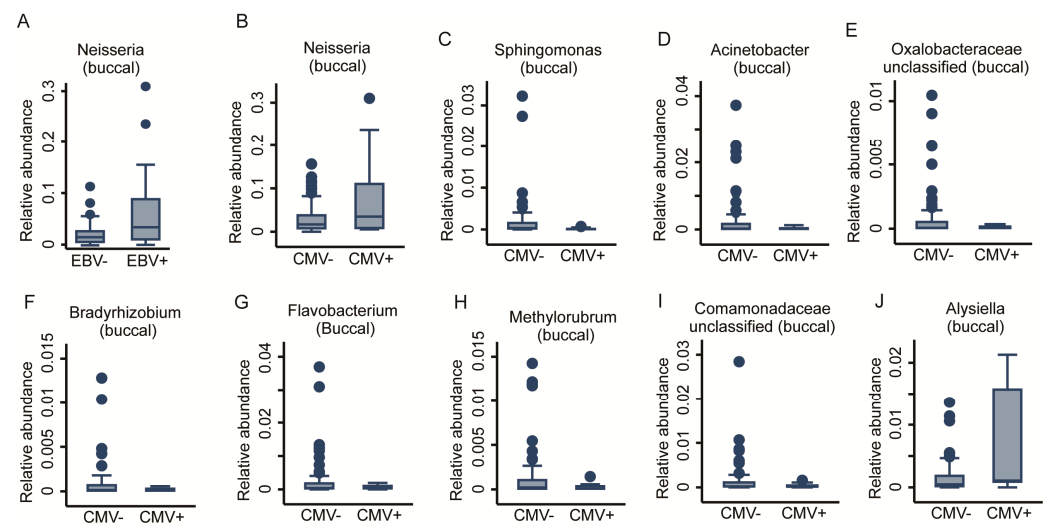 A
Neisseria
(buccal)
Relative abundance
0.3
0.2
0.1
0
EBV- EBV+
B
Neisseria
(buccal)
Relative abundance
0.3
0.2
0.1
0
CMV- CMV+
C
Sphingomonas
(buccal)
Relative abundance
0.03
0.02
0.01
0
CMV- CMV+
D
Acinetobacter
(buccal)
Relative abundance
0.04
0.02
0
CMV- CMV+
E
Oxalobacteraceae
unclassified (buccal)
Relative abundance
0.01
0.005
0
CMV- CMV+
F
Bradyrhizobium
(buccal)
Relative abundance
0.015
0.01
0.005
0
CMV- CMV+
G
Flavobacterium
(Buccal)
Relative abundance
0.04
0.02
0
CMV- CMV+
H
Methylorubrum
(buccal)
Relative abundance
0.015
0.01
0.005
0
CMV- CMV+
I
Comamonadaceae
unclassified (buccal)
Relative abundance
0.03
0.02
0.01
0
CMV- CMV+
J
Alysiella
(buccal)
Relative abundance
0.02
0.01
0
CMV- CMV+